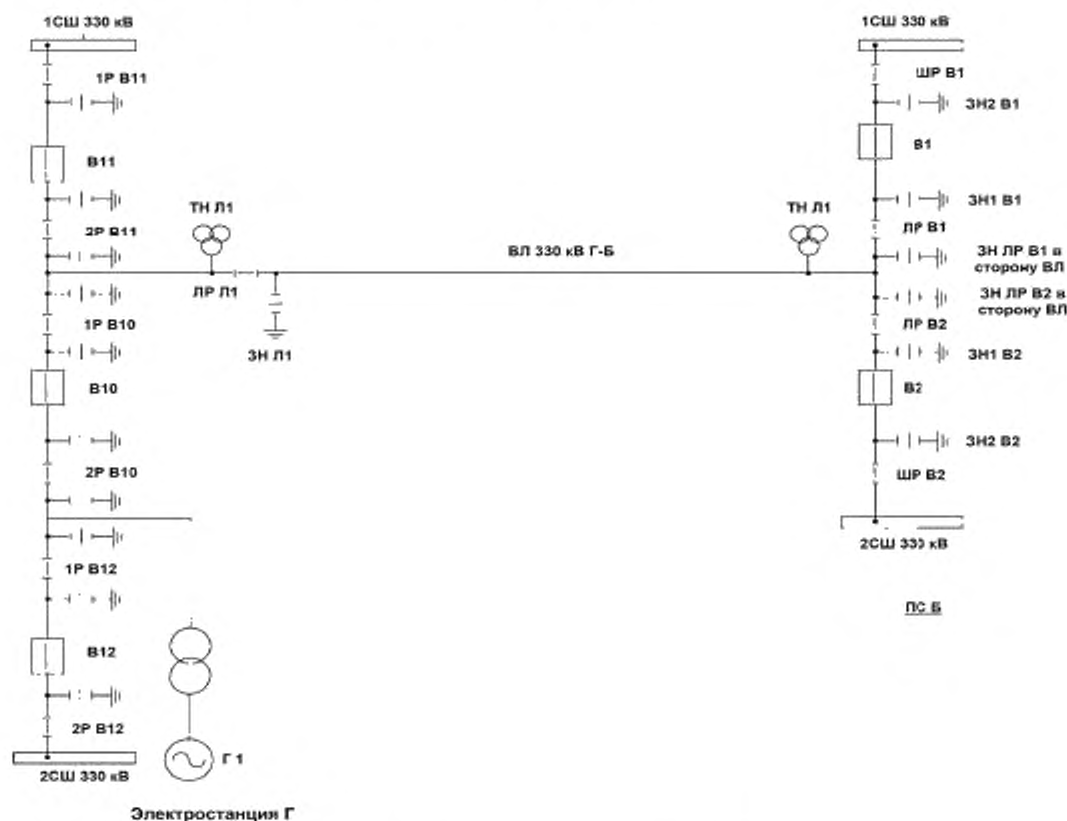 1СШ 330 кВ
1Р В11
В11
2Р В11
1Р В10
В10
2Р В10
1Р В12
В12
2Р В12
2СШ 330 кВ
ТН Л1
ЛР Л1
ЗН Л1
Г 1
Электростанция Г
ВЛ 330 кВ Г-Б
ТН Л1
1СШ 330 кВ
ШР В1
ЗН2 В1
В1
ЗН1 В1
ЛР В1
ЗН ЛР В1 в
сторону ВЛ
ЗН ЛР В2 в
сторону ВЛ
ЛР В2
ЗН1 В2
В2
ЗН2 В2
ШР В2
2СШ 330 кВ
ПС Б